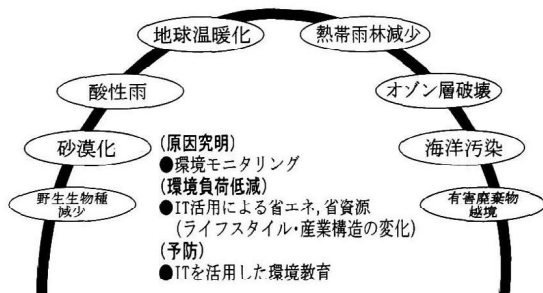 地球温暖化
熱帯雨林減少
酸性雨
オゾン層破壊
砂漠化
海洋汚染
野生生物種
減少
有害廃棄物
越境
(原因究明)
●環境モニタリング
(環境負荷低減)
●IT活用による省エネ,省資源
(ライフスタイル・産業構造の変化)
(予防)
●ITを活用した環境教育